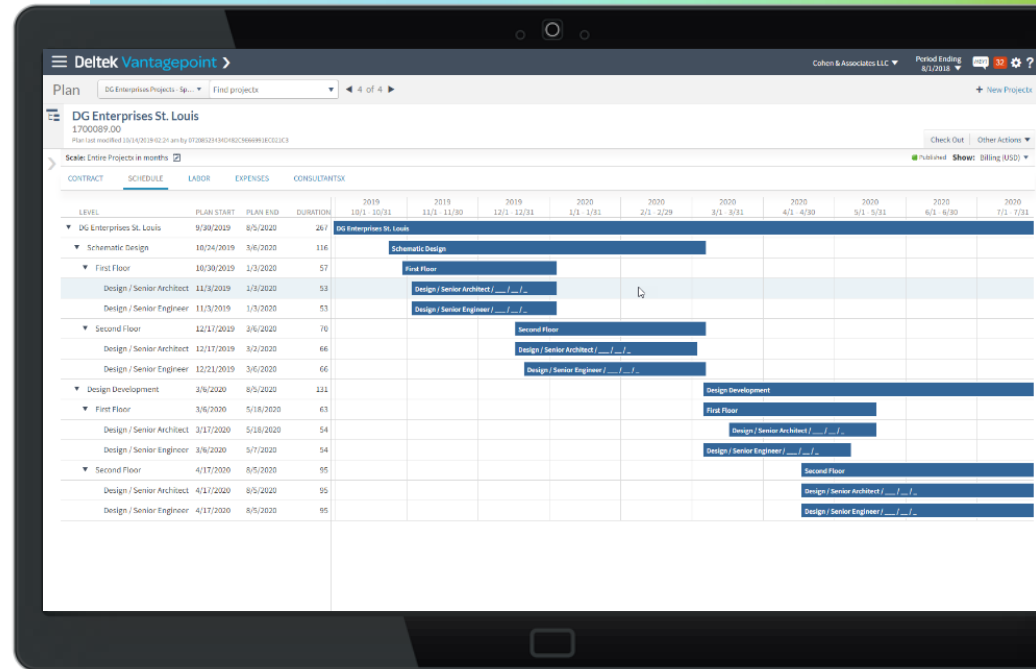 Deltek Vantagepoint
Cohen & Associates LLC
Period Ending
8/1/2018
32
?
Plan
DG Enterprises Projects - Sp...
Find projectx
4 of 4
+ New Projectx
DG Enterprises St. Louis
1700089.00
Check Out
Other Actions
Scale: Entire Projectx in months
Published Show: Billing (USD)
CONTRACT SCHEDULE LABOR EXPENSES CONSULTANTSX
LEVEL PLAN START PLAN END DURATION
2019 2019 2019 2020 2020 2020 2020 2020 2020 2020
10/1 - 10/31 11/1 - 11/30 12/1 - 12/31 1/1 - 1/31 2/1 - 2/29 3/1 - 3/31 4/1 - 4/30 5/1 - 5/31 6/1 - 6/30 7/1 - 7/31
DG Enterprises St. Louis 9/30/2019 8/5/2020 267 DG Enterprises St. Louis
Schematic Design 10/24/2019 3/6/2020 116 Schematic Design
First Floor 10/30/2019 1/3/2020 57 First Floor
Design / Senior Architect 11/3/2019 1/3/2020 53 Design / Senior Architect / ___ / __ / _
Design / Senior Engineer 11/3/2019 1/3/2020 53 Design / Senior Engineer / ___ / __ / _
Second Floor 12/17/2019 3/6/2020 70 Second Floor
Design / Senior Architect 12/17/2019 3/2/2020 66 Design / Senior Architect / ___ / __ / _
Design / Senior Engineer 12/21/2019 3/6/2020 66 Design / Senior Engineer / ___ / __ / _
Design Development 3/6/2020 8/5/2020 131 Design Development
First Floor 3/6/2020 5/18/2020 63 First Floor
Design / Senior Architect 3/17/2020 5/18/2020 54 Design / Senior Architect / ___ / __ / _
Design / Senior Engineer 3/6/2020 5/7/2020 54 Design / Senior Engineer / ___ / __ / _
Second Floor 4/17/2020 8/5/2020 95 Second Floor
Design / Senior Architect 4/17/2020 8/5/2020 95 Design / Senior Architect / ___ / __ / _
Design / Senior Engineer 4/17/2020 8/5/2020 95 Design / Senior Engineer / ___ / __ / _